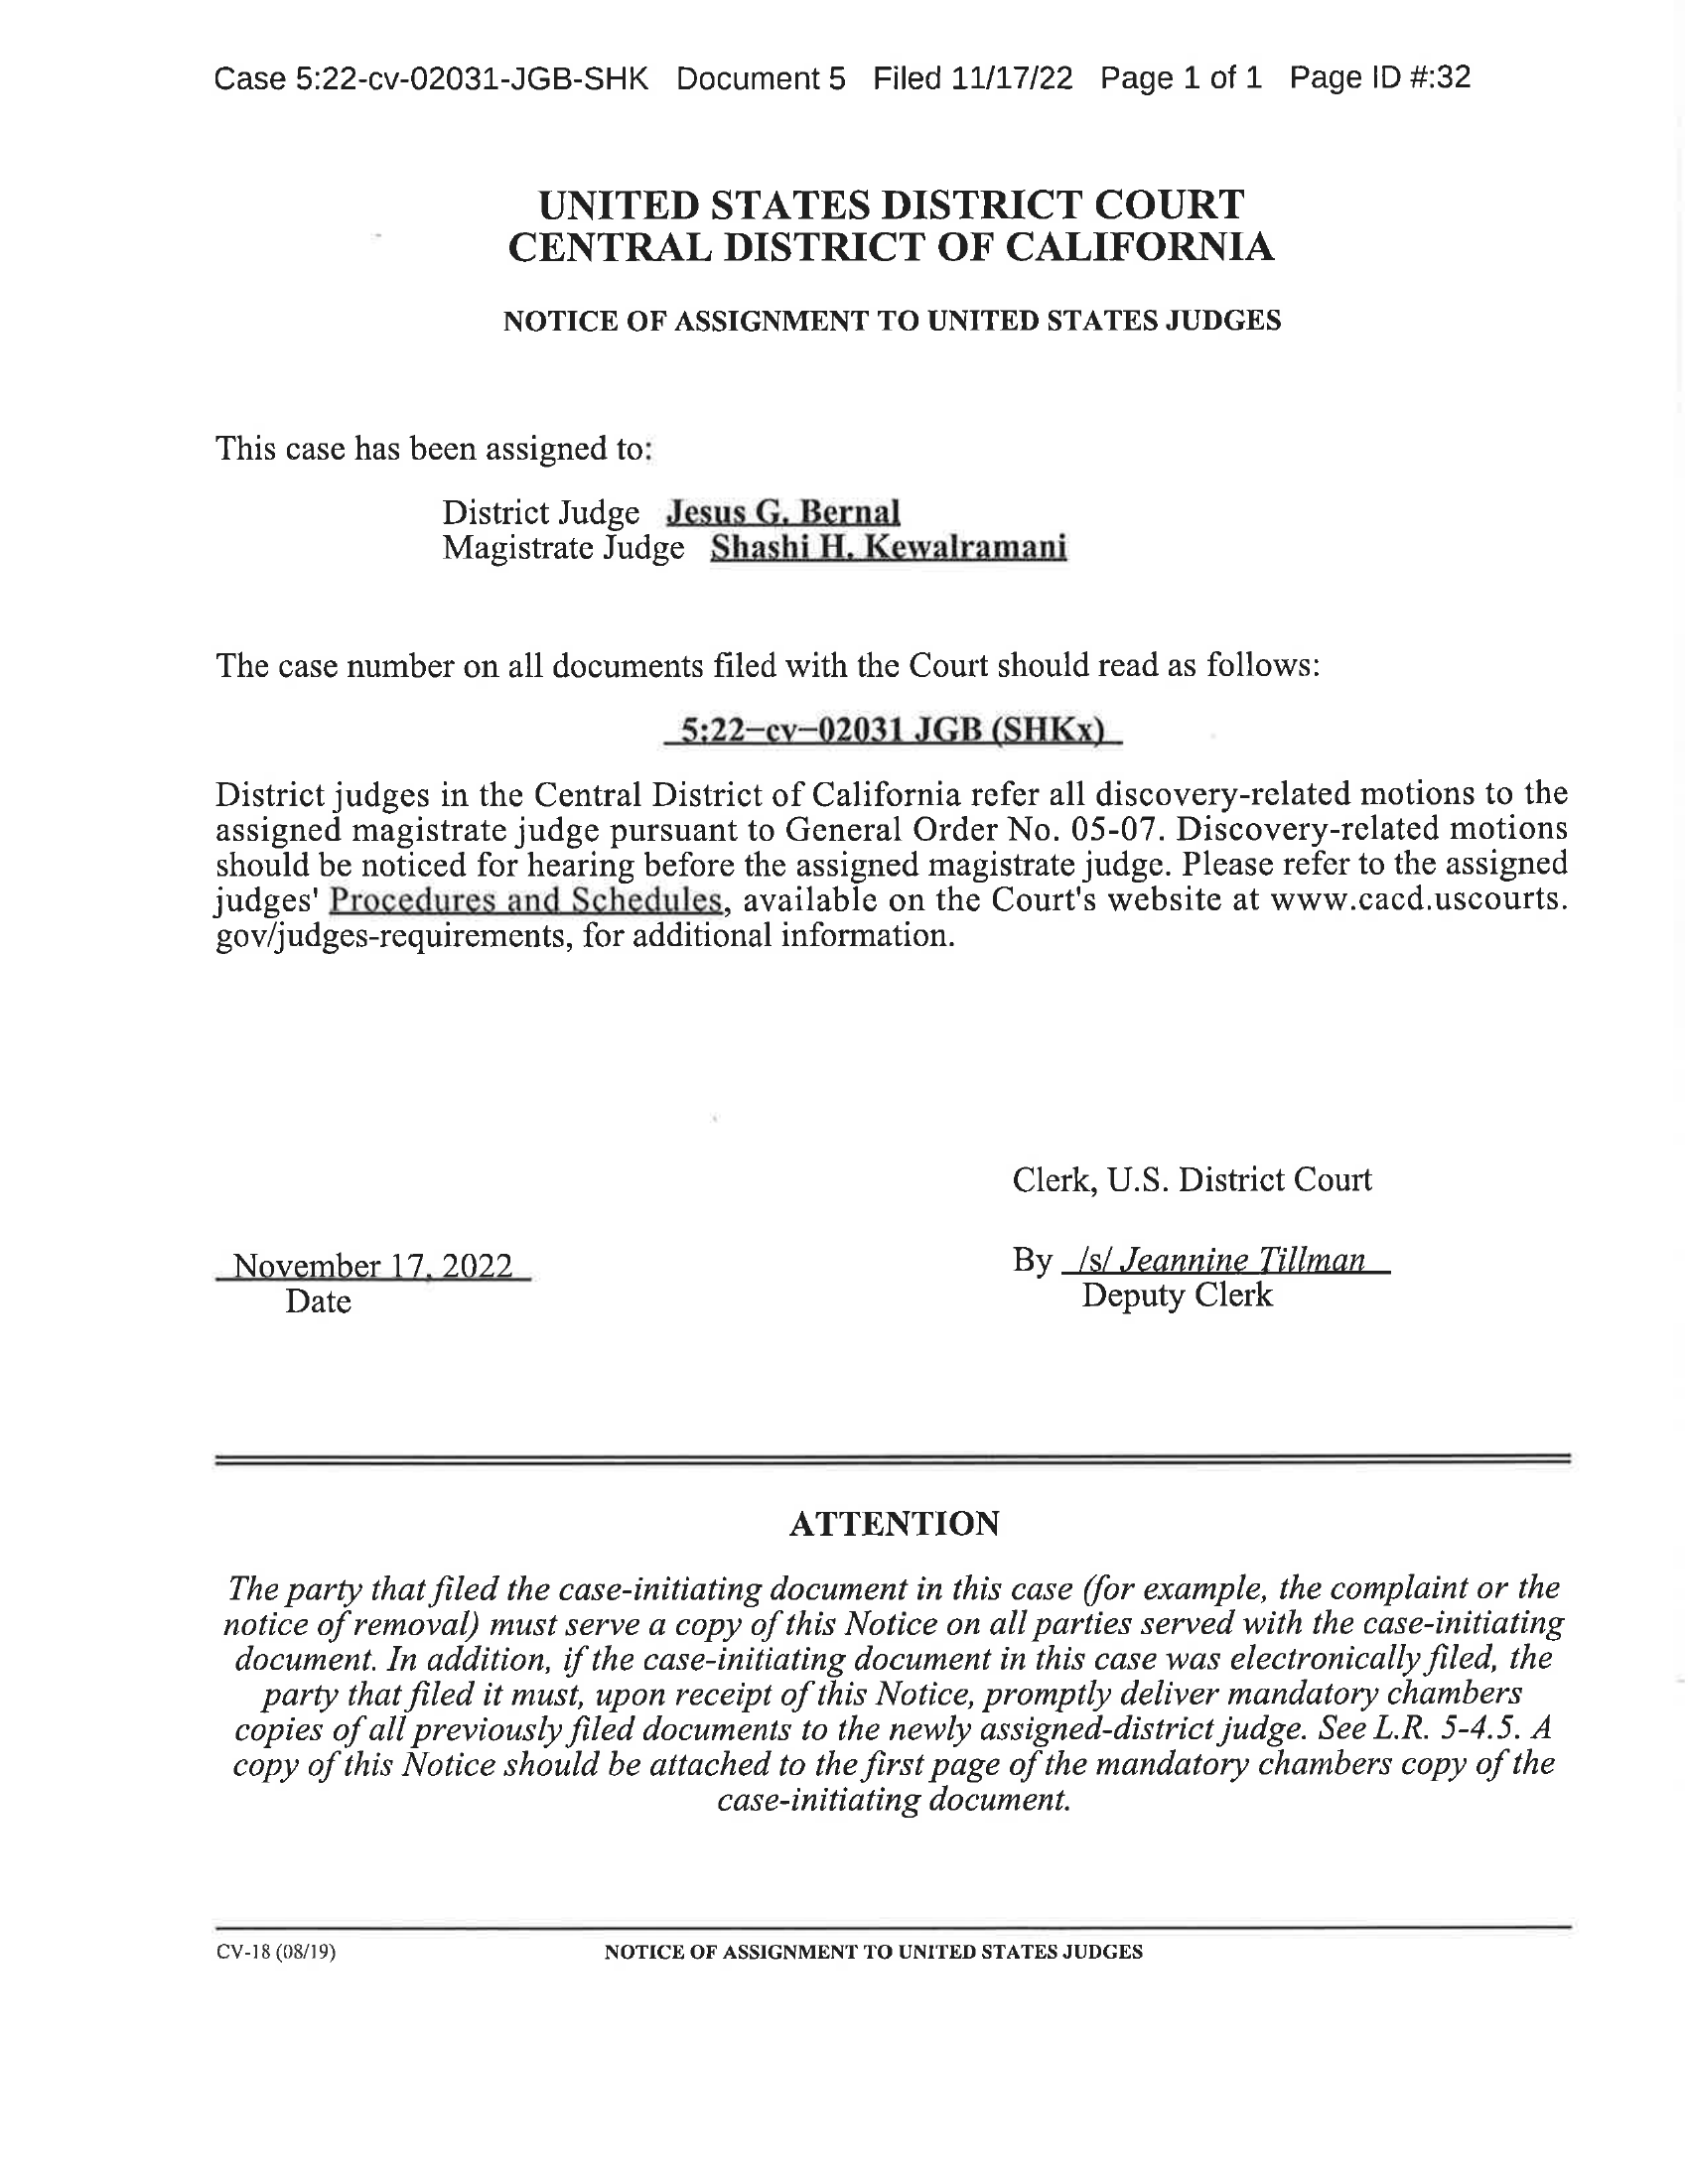 Case 5:22-cv-02031-JGB-SHK Document 5 Filed 11/17/22 Page 1 of 1 Page ID #:32
UNITED STATES DISTRICT COURT
CENTRAL DISTRICT OF CALIFORNIA
NOTICE OF ASSIGNMENT TO UNITED STATES JUDGES
This case has been assigned to:
District Judge Jesus G. Bernal
Magistrate Judge Shashi H. Kewalramani
The case number on all documents filed with the Court should read as follows:
5:22−cv−02031 JGB (SHKx)
District judges in the Central District of California refer all discovery-related motions to the
assigned magistrate judge pursuant to General Order No. 05-07. Discovery-related motions
should be noticed for hearing before the assigned magistrate judge. Please refer to the assigned
judges' Procedures and Schedules, available on the Court's website at www.cacd.uscourts.
gov/judges-requirements, for additional information.
Clerk, U.S. District Court
November 17, 2022 By /s/ Jeannine Tillman
Date Deputy Clerk
ATTENTION
The party that filed the case-initiating document in this case (for example, the complaint or the
notice of removal) must serve a copy of this Notice on all parties served with the case-initiating
document. In addition, if the case-initiating document in this case was electronically filed, the
party that filed it must, upon receipt of this Notice, promptly deliver mandatory chambers
copies of all previously filed documents to the newly assigned-district judge. See L.R. 5-4.5. A
copy of this Notice should be attached to the first page of the mandatory chambers copy of the
case-initiating document.
CV-18 (08/19) NOTICE OF ASSIGNMENT TO UNITED STATES JUDGES